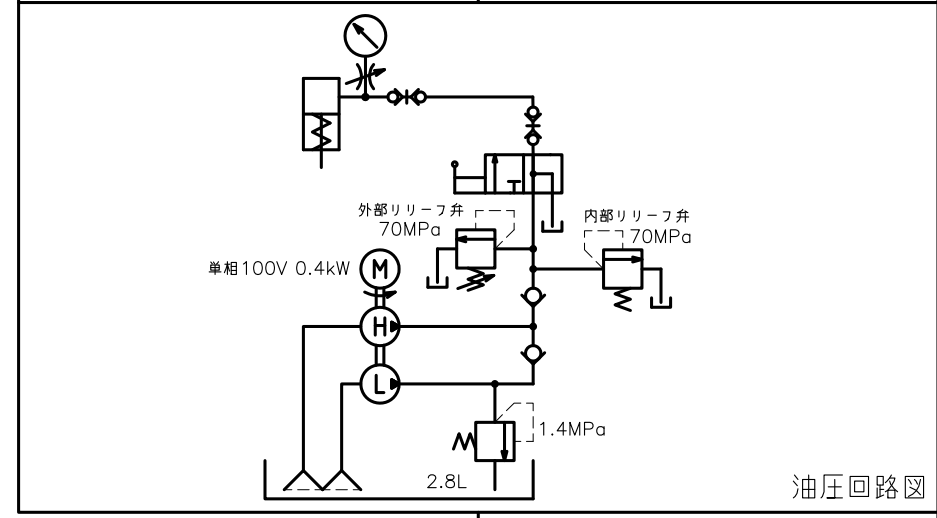 外部リリーフ弁
70MPa
内部リリーフ弁
70MPa
単相100V 0.4kW
M
H
L
1.4MPa
2.8L
油圧回路図